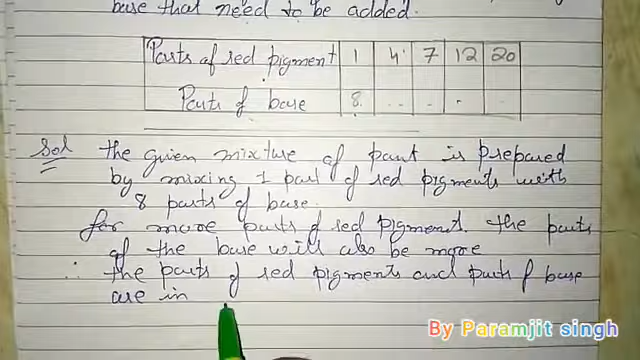 base that need to be added.
Parts of red pigment 1 4 7 12 20
Parts of base 8 .. . . .
Sol the given mixture of paint is prepared
by mixing 1 part of red pigments with
8 parts of base.
for more parts of red pigment. the parts
of the base will also be more
∴ the parts of red pigments and parts of base
are in
By Paramjit singh